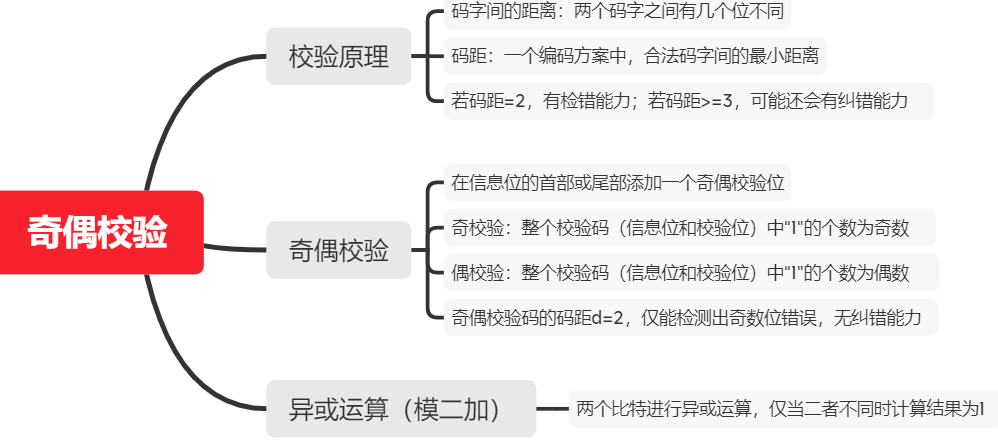 奇偶校验
校验原理
码字间的距离：两个码字之间有几个位不同
码距：一个编码方案中，合法码字间的最小距离
若码距=2，有检错能力；若码距>=3，可能还会有纠错能力
奇偶校验
在信息位的首部或尾部添加一个奇偶校验位
奇校验：整个校验码（信息位和校验位）中"1"的个数为奇数
偶校验：整个校验码（信息位和校验位）中"1"的个数为偶数
奇偶校验码的码距d=2，仅能检测出奇数位错误，无纠错能力
异或运算（模二加）
两个比特进行异或运算，仅当二者不同时计算结果为1